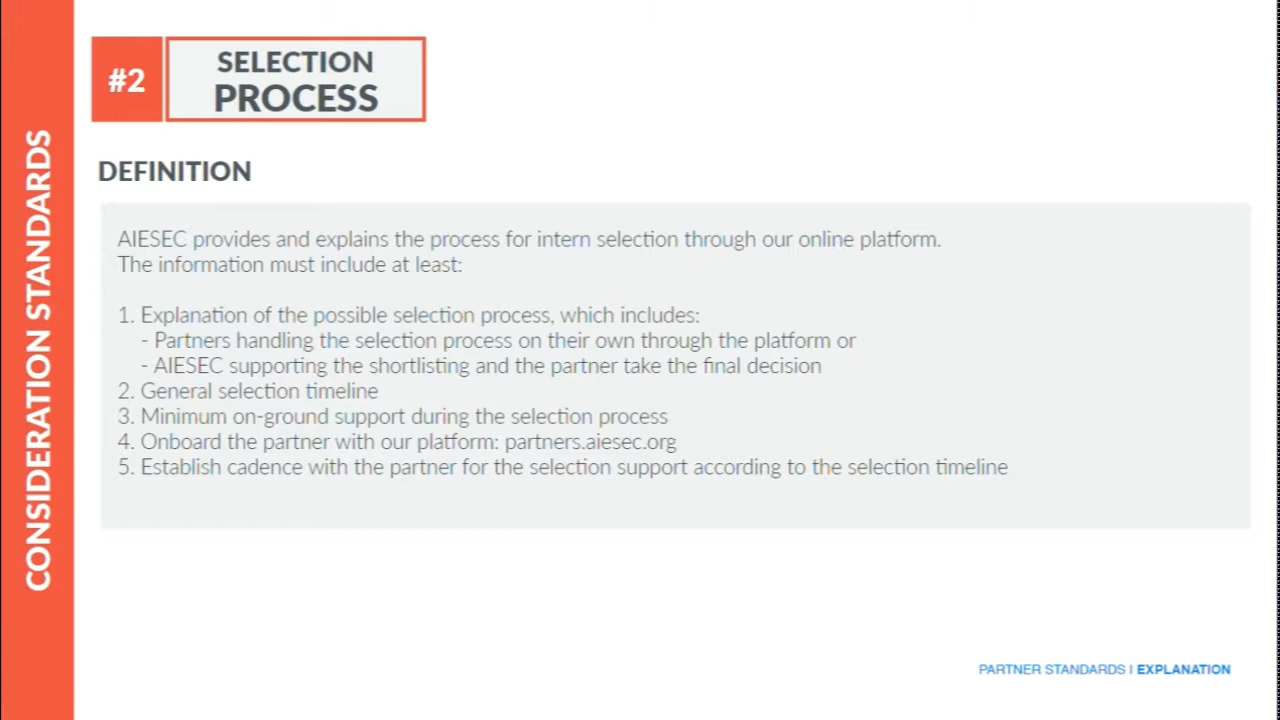 CONSIDERATION STANDARDS
#2
SELECTION
PROCESS
DEFINITION
AIESEC provides and explains the process for intern selection through our online platform.
The information must include at least:
1. Explanation of the possible selection process, which includes:
- Partners handling the selection process on their own through the platform or
- AIESEC supporting the shortlisting and the partner take the final decision
2. General selection timeline
3. Minimum on-ground support during the selection process
4. Onboard the partner with our platform: partners.aiesec.org
5. Establish cadence with the partner for the selection support according to the selection timeline
PARTNER STANDARDS I EXPLANATION